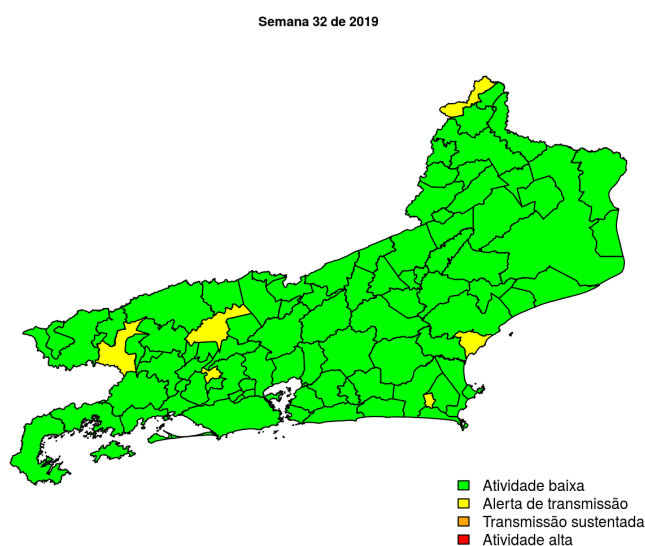 Semana 32 de 2019
Atividade baixa
Alerta de transmissão
Transmissão sustentada
Atividade alta